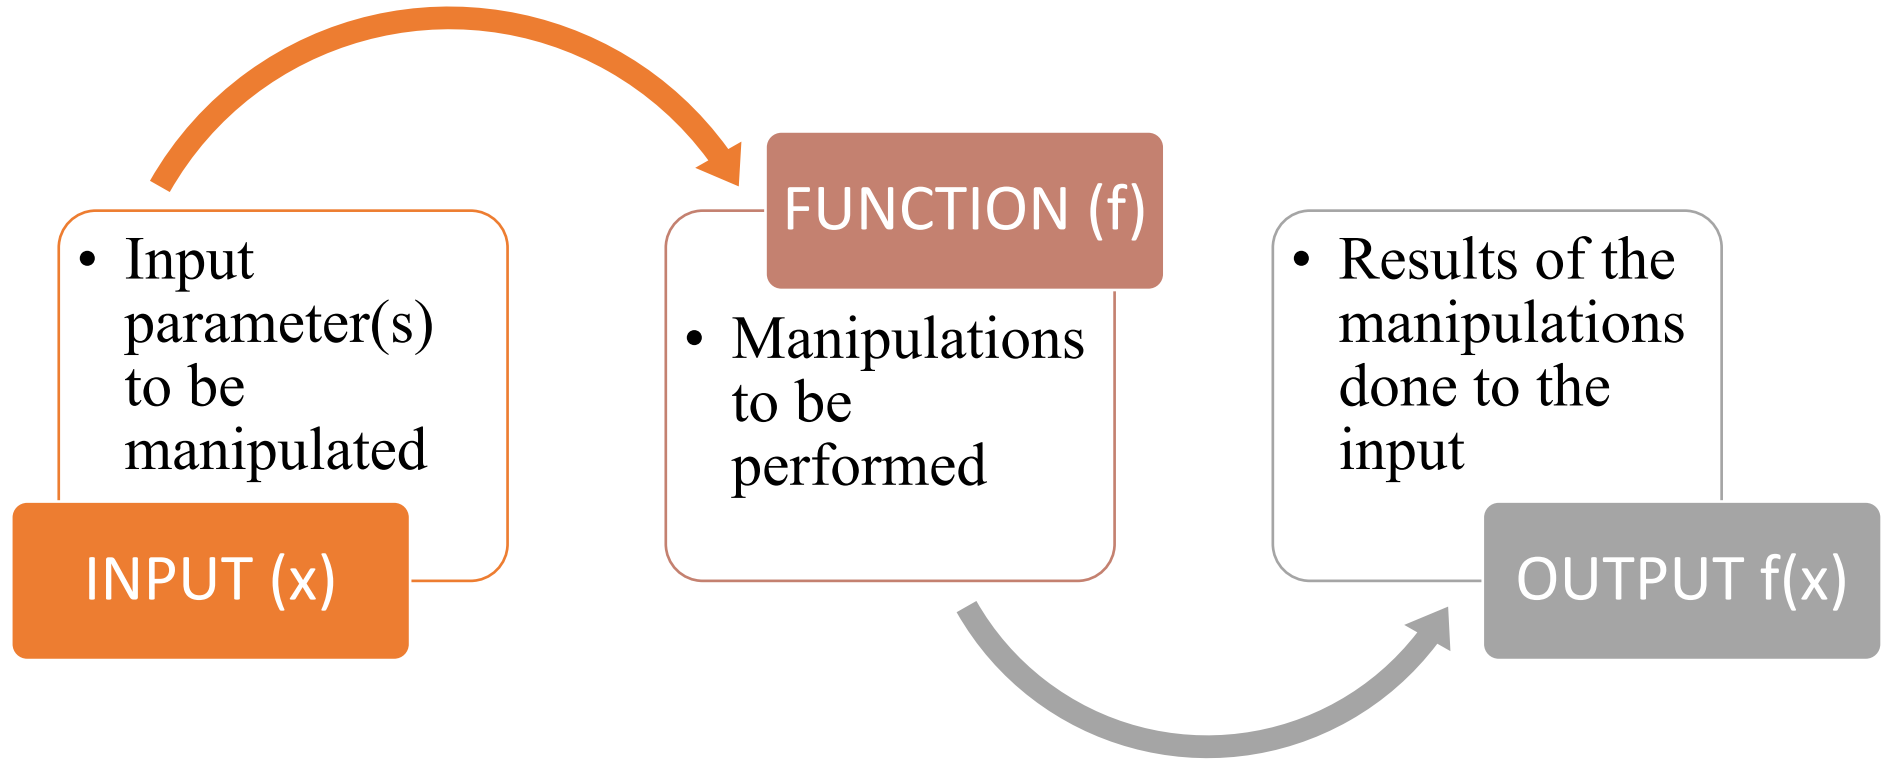 • Input
parameter(s)
to be
manipulated
INPUT (x)
FUNCTION (f)
• Manipulations
to be
performed
• Results of the
manipulations
done to the
input
OUTPUT f(x)